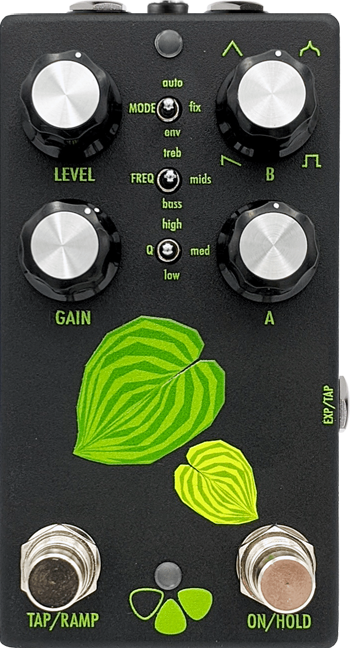 auto
MODE fix
env
LEVEL
B
treb
FREQ mids
bass
high
Q med
low
GAIN
A
EXP/TAP
TAP/RAMP
ON/HOLD